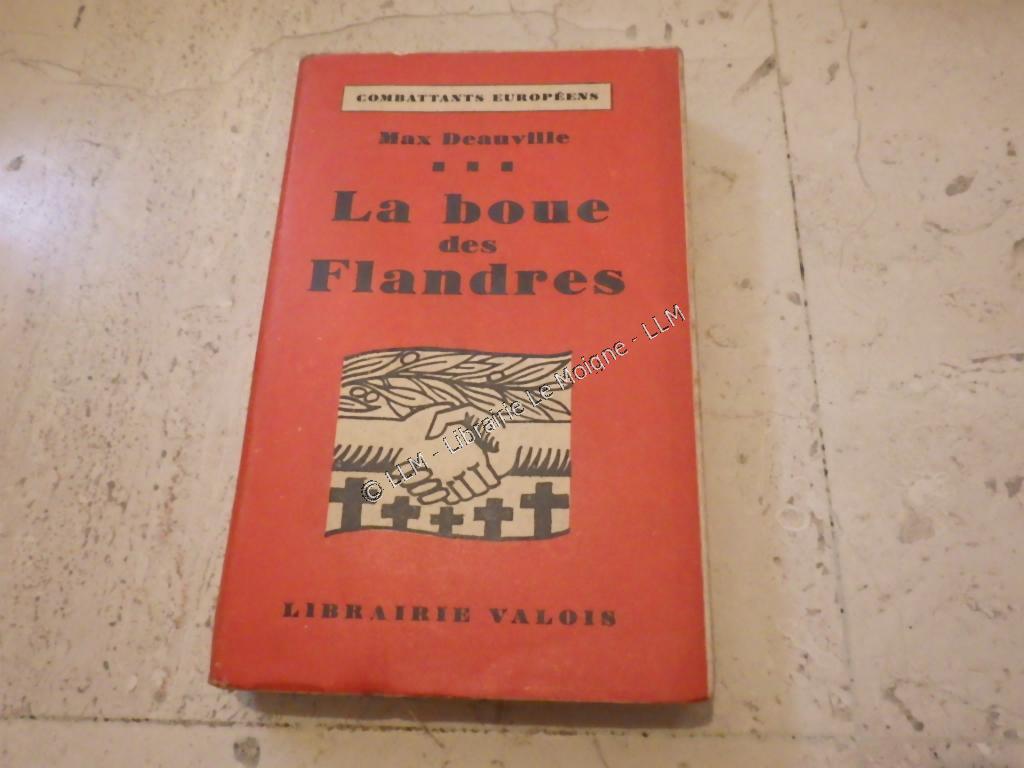 COMBATTANTS EUROPÉENS
Max Deauville
La boue
des
Flandres
© LLM - Librairie Le Moigne - LLM
LIBRAIRIE VALOIS